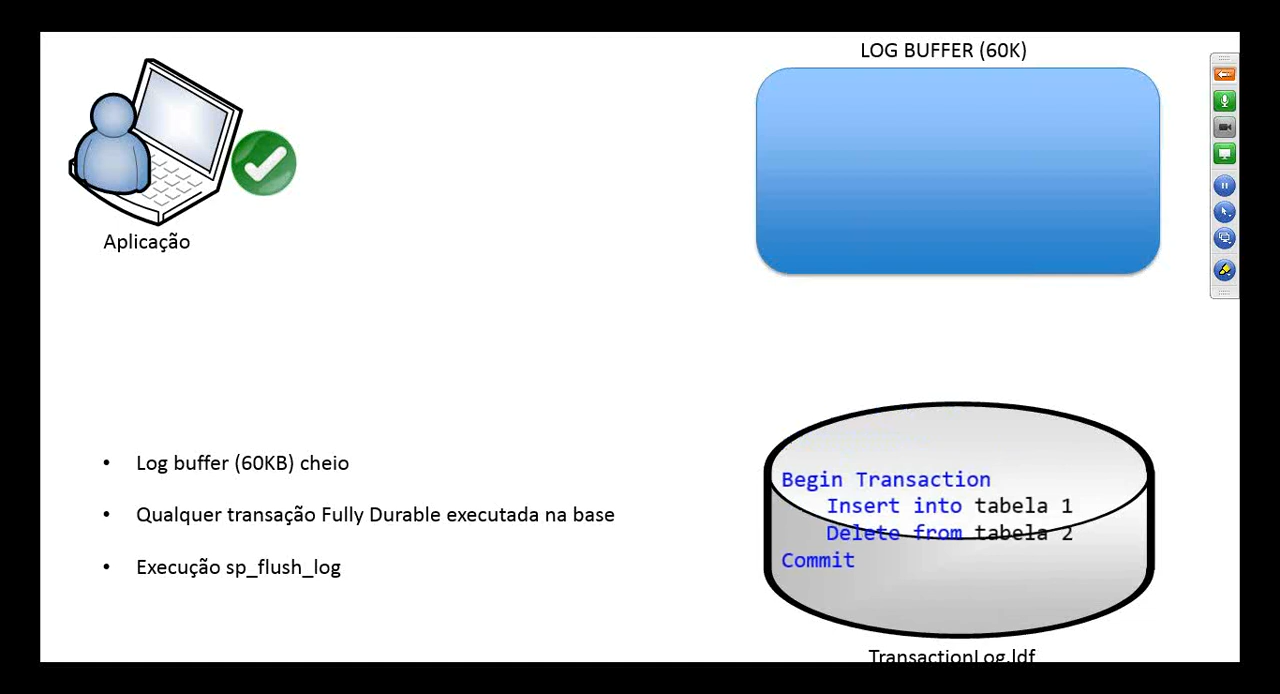 LOG BUFFER (60K)
Aplicação
• Log buffer (60KB) cheio
• Qualquer transação Fully Durable executada na base
• Execução sp_flush_log
Begin Transaction
Insert into tabela 1
Delete from tabela 2
Commit
TransactionLog.ldf